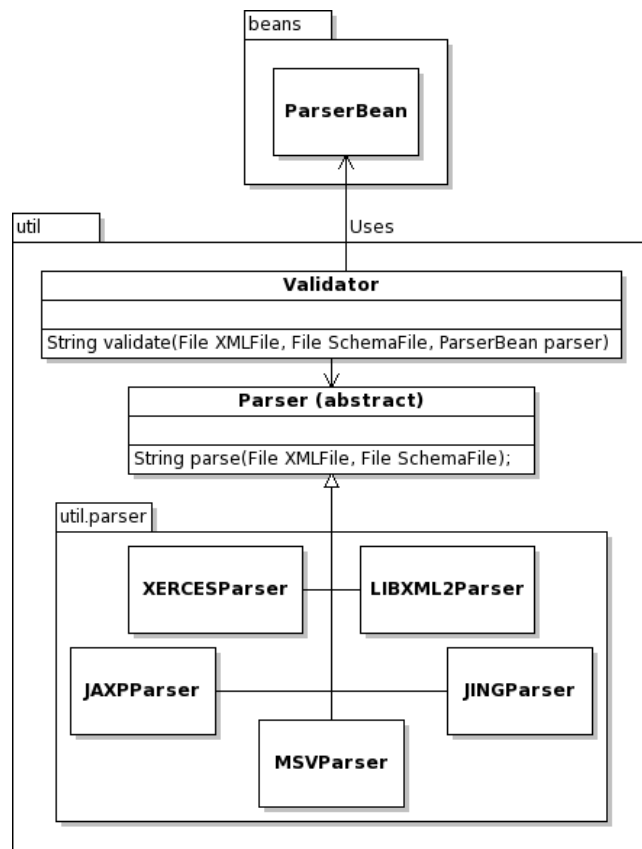 beans
ParserBean
util
Uses
Validator
String validate(File XMLFile, File SchemaFile, ParserBean parser)
Parser (abstract)
String parse(File XMLFile, File SchemaFile);
util.parser
XERCESParser
LIBXML2Parser
JAXPParser
JINGParser
MSVParser